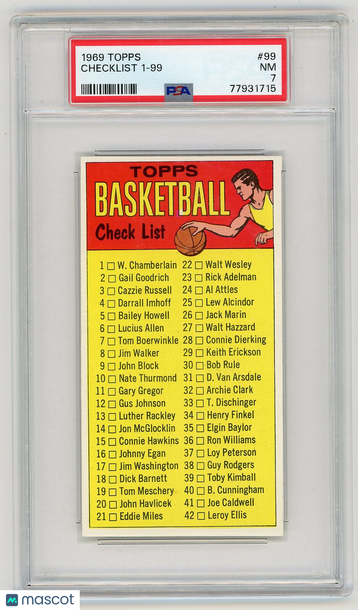 1969 TOPPS #99
CHECKLIST 1-99 NM
PSA 7
77931715
TOPPS
BASKETBALL
Check List
1 W. Chamberlain
2 Gail Goodrich
3 Cazzie Russell
4 Darrall Imhoff
5 Bailey Howell
6 Lucius Allen
7 Tom Boerwinkle
8 Jim Walker
9 John Block
10 Nate Thurmond
11 Gary Gregor
12 Gus Johnson
13 Luther Rackley
14 Jon McGlocklin
15 Connie Hawkins
16 Johnny Egan
17 Jim Washington
18 Dick Barnett
19 Tom Meschery
20 John Havlicek
21 Eddie Miles
22 Walt Wesley
23 Rick Adelman
24 Al Attles
25 Lew Alcindor
26 Jack Marin
27 Walt Hazzard
28 Connie Dierking
29 Keith Erickson
30 Bob Rule
31 D. Van Arsdale
32 Archie Clark
33 T. Dischinger
34 Henry Finkel
35 Elgin Baylor
36 Ron Williams
37 Loy Peterson
38 Guy Rodgers
39 Toby Kimball
40 B. Cunningham
41 Joe Caldwell
42 Leroy Ellis
mascot